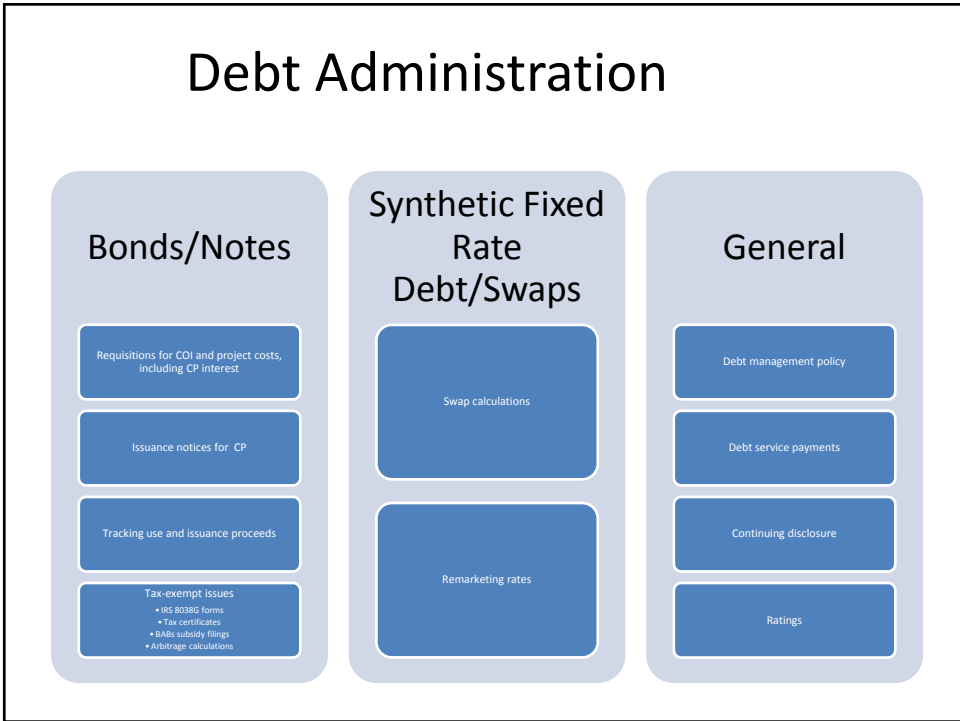 Debt Administration
Bonds/Notes
Requisitions for COI and project costs,
including CP interest
Issuance notices for  CP
Tracking use and issuance proceeds
Tax-exempt issues
• IRS 8038G forms
• Tax certificates
• BABs subsidy filings
• Arbitrage calculations
Synthetic Fixed
Rate
Debt/Swaps
Swap calculations
Remarketing rates
General
Debt management policy
Debt service payments
Continuing disclosure
Ratings